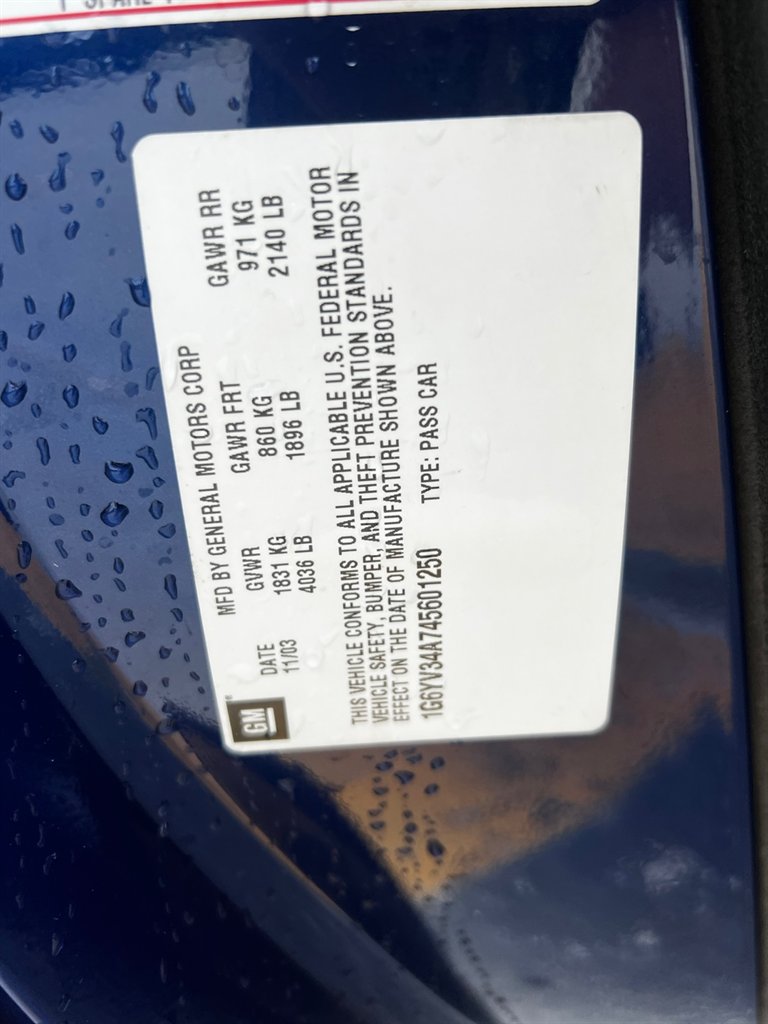 MFD BY GENERAL MOTORS CORP
DATE GVWR GAWR FRT GAWR RR
11/03 1831 KG 860 KG 971 KG
4036 LB 1896 LB 2140 LB
THIS VEHICLE CONFORMS TO ALL APPLICABLE U.S. FEDERAL MOTOR
VEHICLE SAFETY, BUMPER, AND THEFT PREVENTION STANDARDS IN
EFFECT ON THE DATE OF MANUFACTURE SHOWN ABOVE.
1G6YV34A745601250 TYPE: PASS CAR
GM